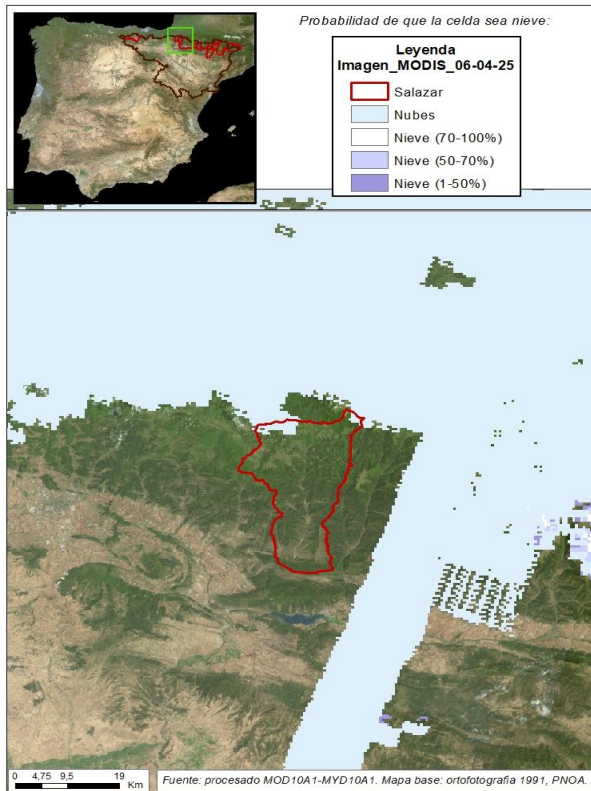 Probabilidad de que la celda sea nieve:
Leyenda
Imagen_MODIS_06-04-25
Salazar
Nubes
Nieve (70-100%)
Nieve (50-70%)
Nieve (1-50%)
0 4,75 9,5 19
Km
Fuente: procesado MOD10A1-MYD10A1. Mapa base: ortofotografia 1991, PNOA.